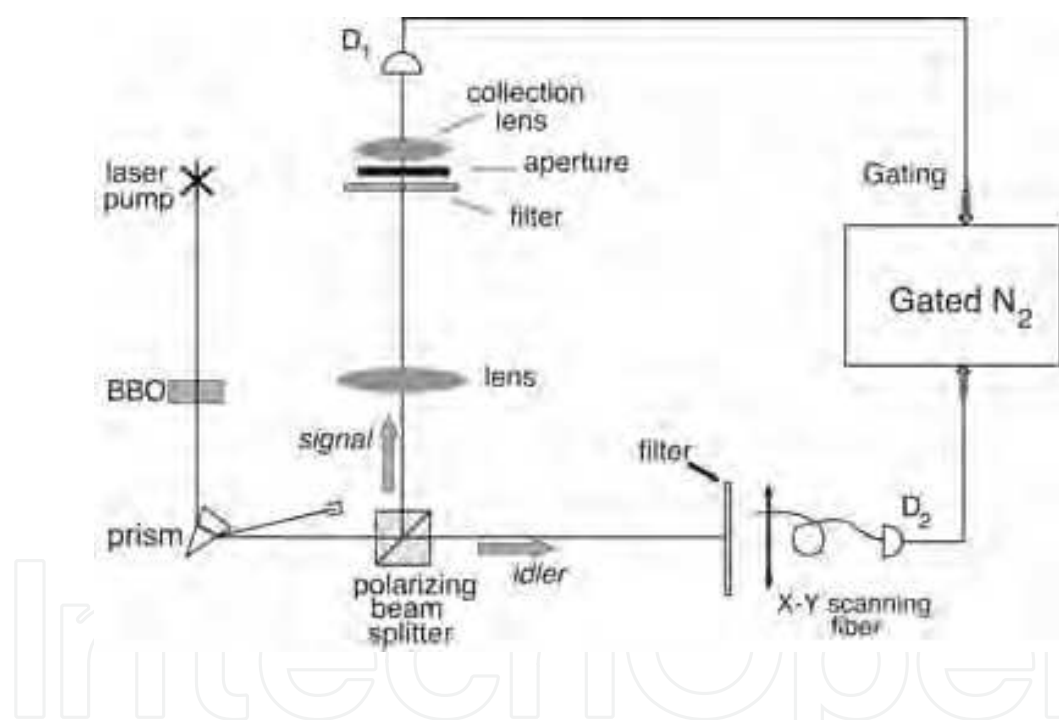 D1
collection
lens
aperture
filter
laser
pump
Gating
Gated N2
BBO
lens
signal
filter
prism
D2
idler
polarizing
beam
splitter
X-Y scanning
fiber
IntechOpe